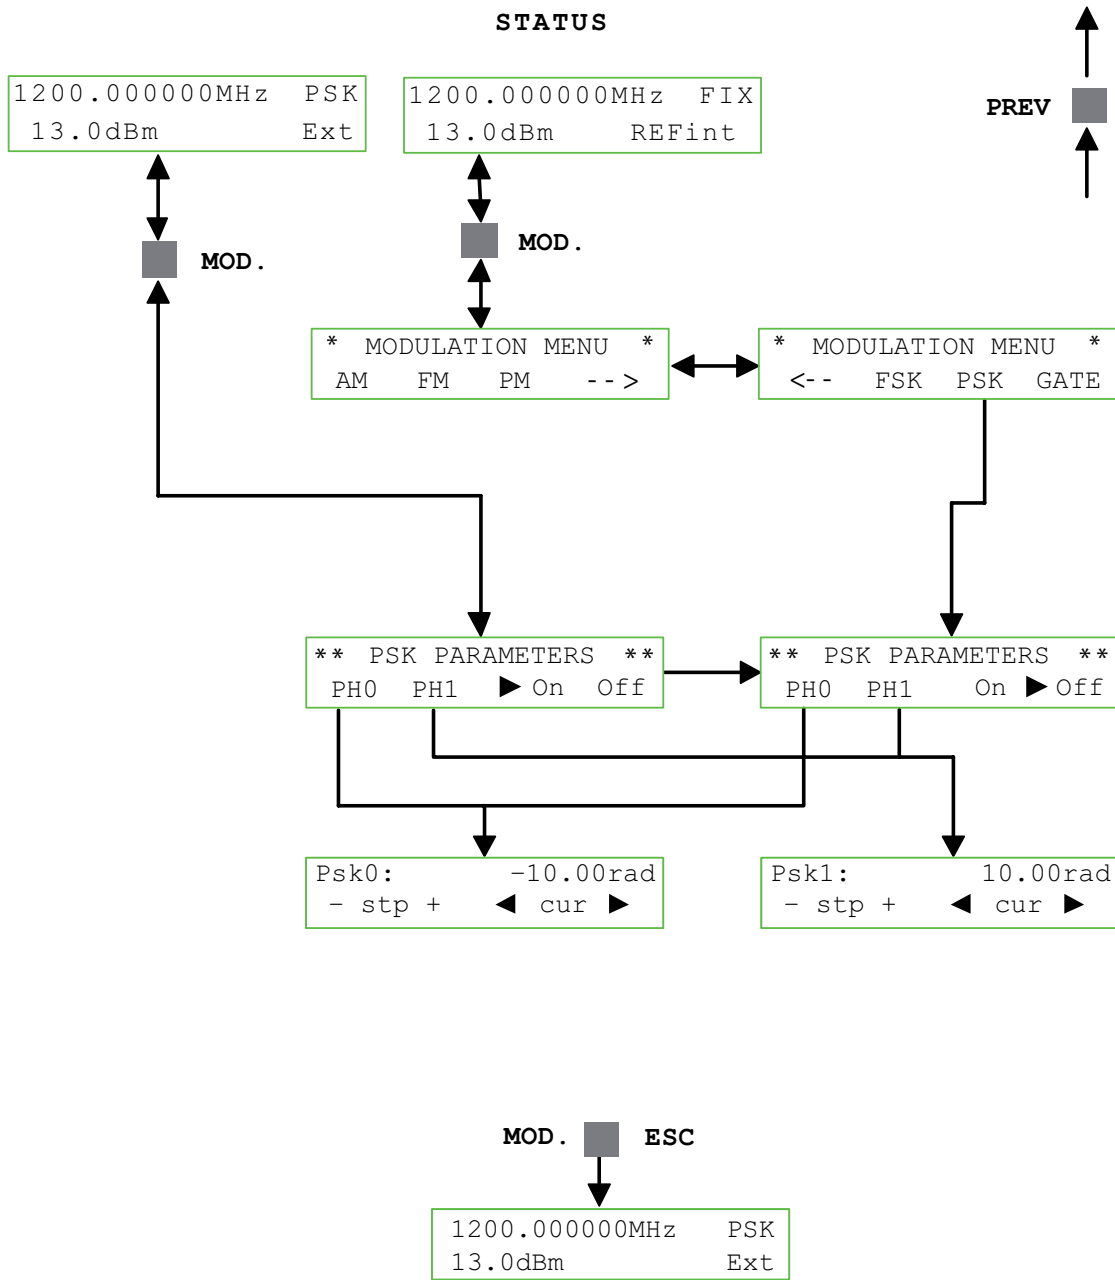 STATUS
1200.000000MHz PSK
13.0dBm Ext
1200.000000MHz FIX
13.0dBm REFint
PREV
MOD.
MOD.
* MODULATION MENU *
AM FM PM -->
* MODULATION MENU *
<-- FSK PSK GATE
** PSK PARAMETERS **
PH0 PH1 ▶ On Off
** PSK PARAMETERS **
PH0 PH1 On ▶ Off
Psk0: -10.00rad
- stp + ◀ cur ▶
Psk1: 10.00rad
- stp + ◀ cur ▶
MOD. ESC
1200.000000MHz PSK
13.0dBm Ext